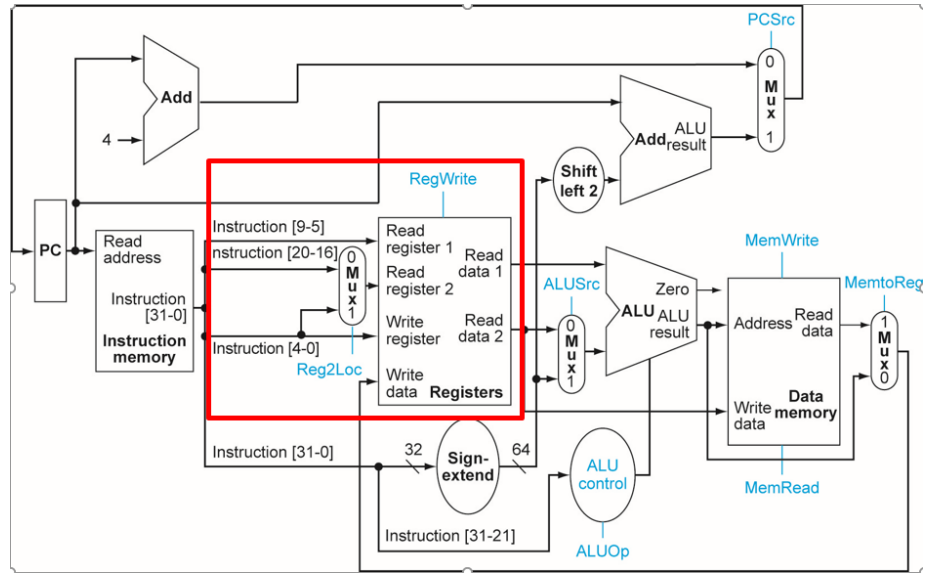 PCSrc
0
Mux
1
Add
4
Add
ALU
result
Shift
left 2
RegWrite
PC
Read
address
Instruction
[31-0]
Instruction
memory
Instruction [9-5]
nstruction [20-16]
0
Mux
1
Instruction [4-0]
Reg2Loc
Read
register 1
Read
register 2
Write
register
Write
data
Read
data 1
Read
data 2
Registers
ALUSrc
0
Mux
1
Zero
ALU
ALU
result
MemWrite
Address
Read
data
Write
data
Data
memory
MemRead
MemtoReg
1
Mux
0
Instruction [31-0]
32
Sign-
extend
64
ALU
control
Instruction [31-21]
ALUOp